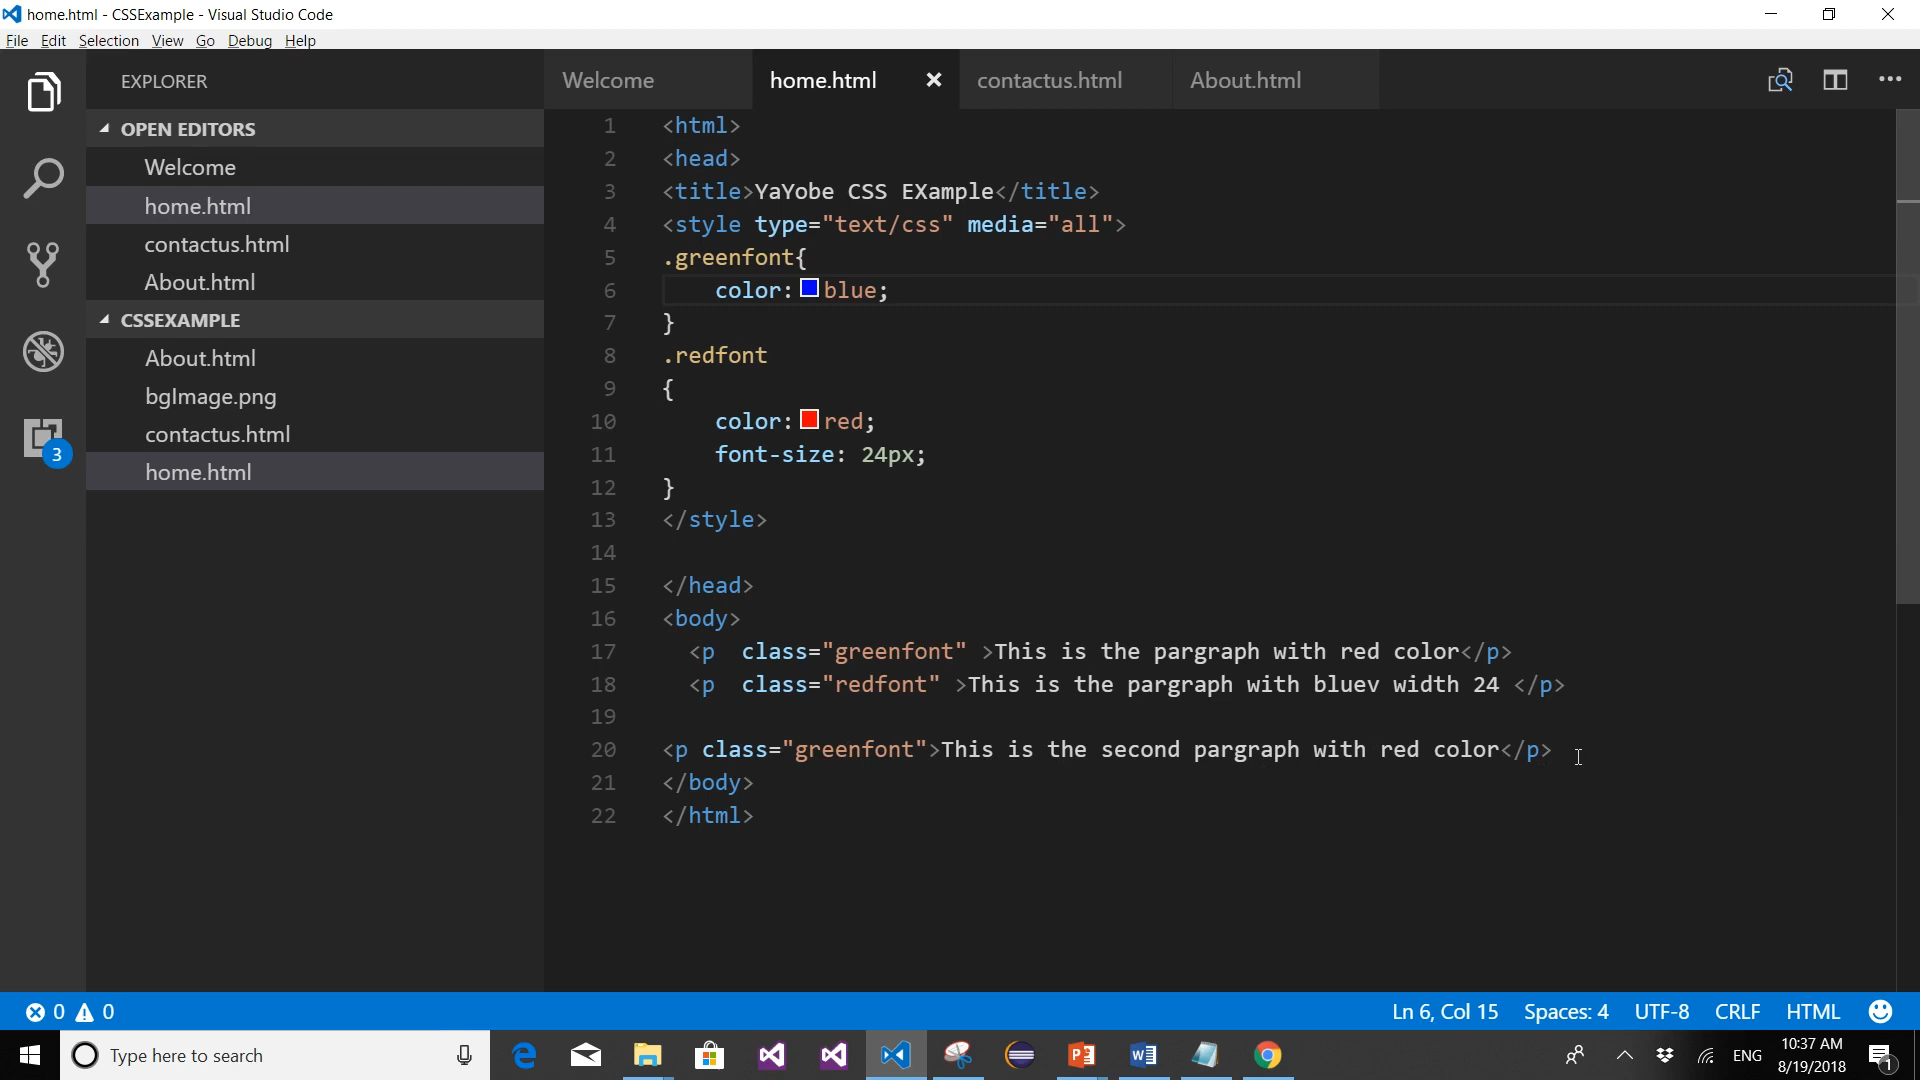 home.html - CSSExample - Visual Studio Code
File Edit Selection View Go Debug Help
EXPLORER
OPEN EDITORS
Welcome
home.html
contactus.html
About.html
CSSEXAMPLE
About.html
bgImage.png
contactus.html
home.html
3
Welcome home.html contactus.html About.html
1 <html>
2 <head>
3 <title>YaYobe CSS EXample</title>
4 <style type="text/css" media="all">
5 .greenfont{
6 color: blue;
7 }
8 .redfont
9 {
10 color: red;
11 font-size: 24px;
12 }
13 </style>
14
15 </head>
16 <body>
17 <p  class="greenfont" >This is the pargraph with red color</p>
18 <p  class="redfont" >This is the pargraph with bluev width 24 </p>
19
20 <p class="greenfont">This is the second pargraph with red color</p>
21 </body>
22 </html>
0 0 Ln 6, Col 15 Spaces: 4 UTF-8 CRLF HTML
Type here to search
ENG
10:37 AM
8/19/2018
1